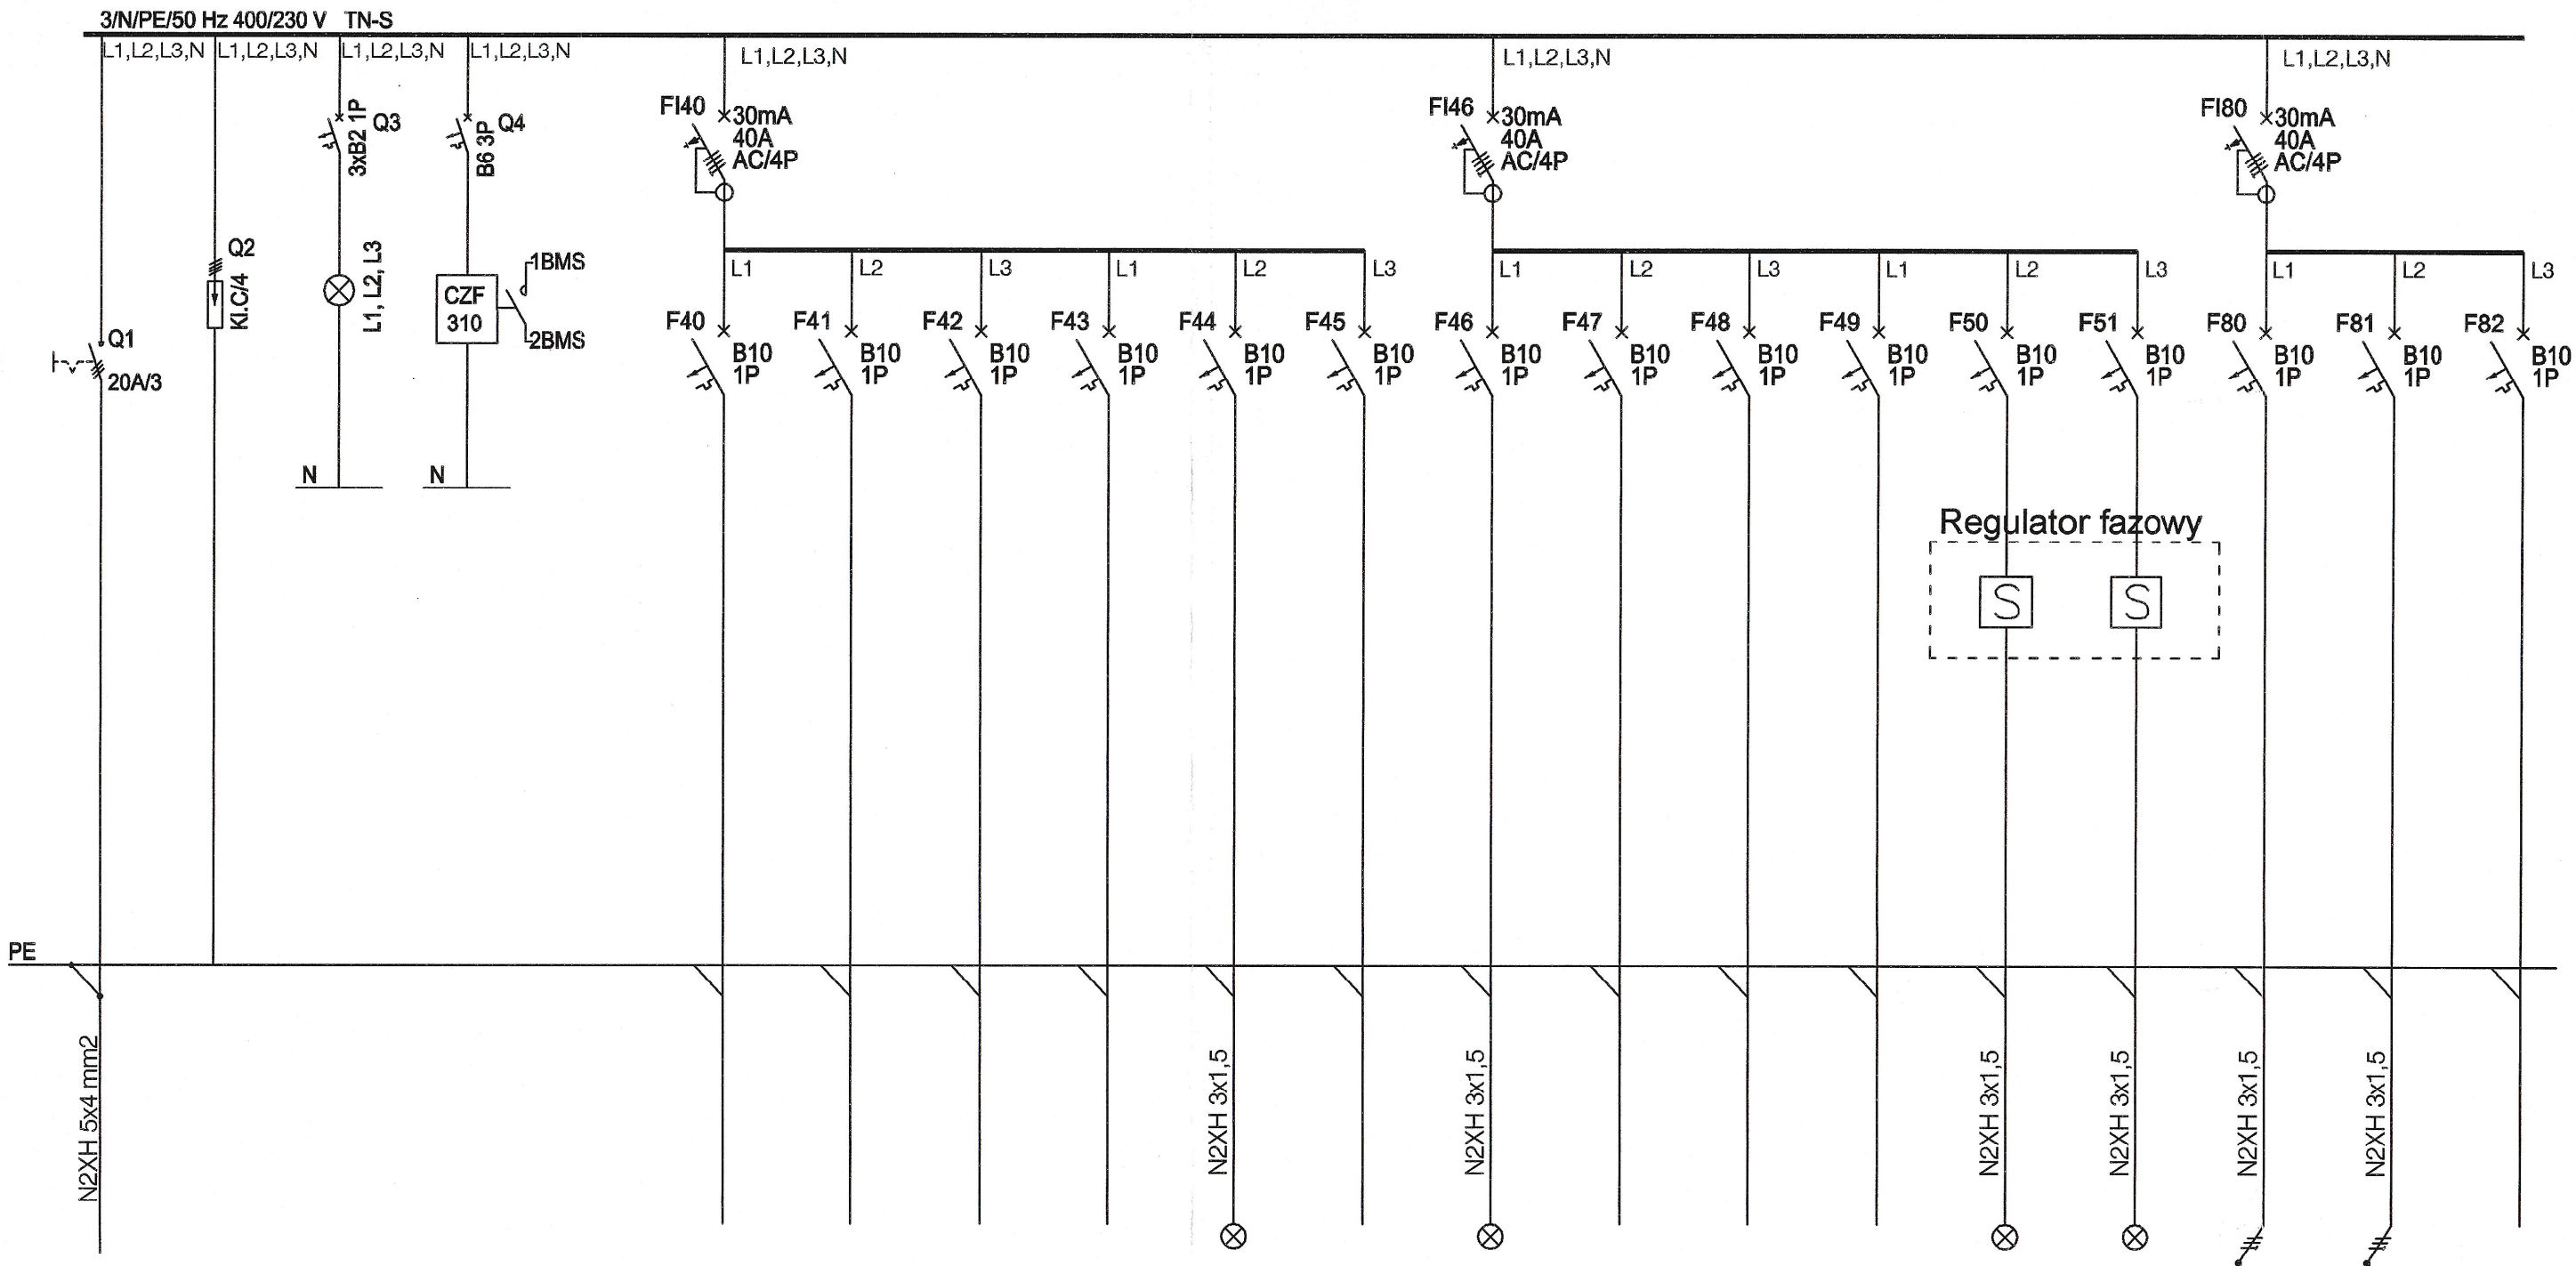 3/N/PE/50 Hz 400/230 V TN-S
L1,L2,L3,N
L1,L2,L3,N
L1,L2,L3,N
L1,L2,L3,N
L1,L2,L3,N
L1,L2,L3,N
L1,L2,L3,N
Q1
20A/3
Q2
Kl.C/4
Q3
3xB2 1P
L1, L2, L3
N
Q4
B6 3P
CZF
310
1BMS
2BMS
N
FI40
30mA
40A
AC/4P
FI46
30mA
40A
AC/4P
FI80
30mA
40A
AC/4P
L1
L2
L3
L1
L2
L3
L1
L2
L3
L1
L2
L3
L1
L2
L3
F40
B10
1P
F41
B10
1P
F42
B10
1P
F43
B10
1P
F44
B10
1P
F45
B10
1P
F46
B10
1P
F47
B10
1P
F48
B10
1P
F49
B10
1P
F50
B10
1P
F51
B10
1P
F80
B10
1P
F81
B10
1P
F82
B10
1P
Regulator fazowy
S
S
PE
N2XH 5x4 mm2
N2XH 3x1,5
N2XH 3x1,5
N2XH 3x1,5
N2XH 3x1,5
N2XH 3x1,5
N2XH 3x1,5